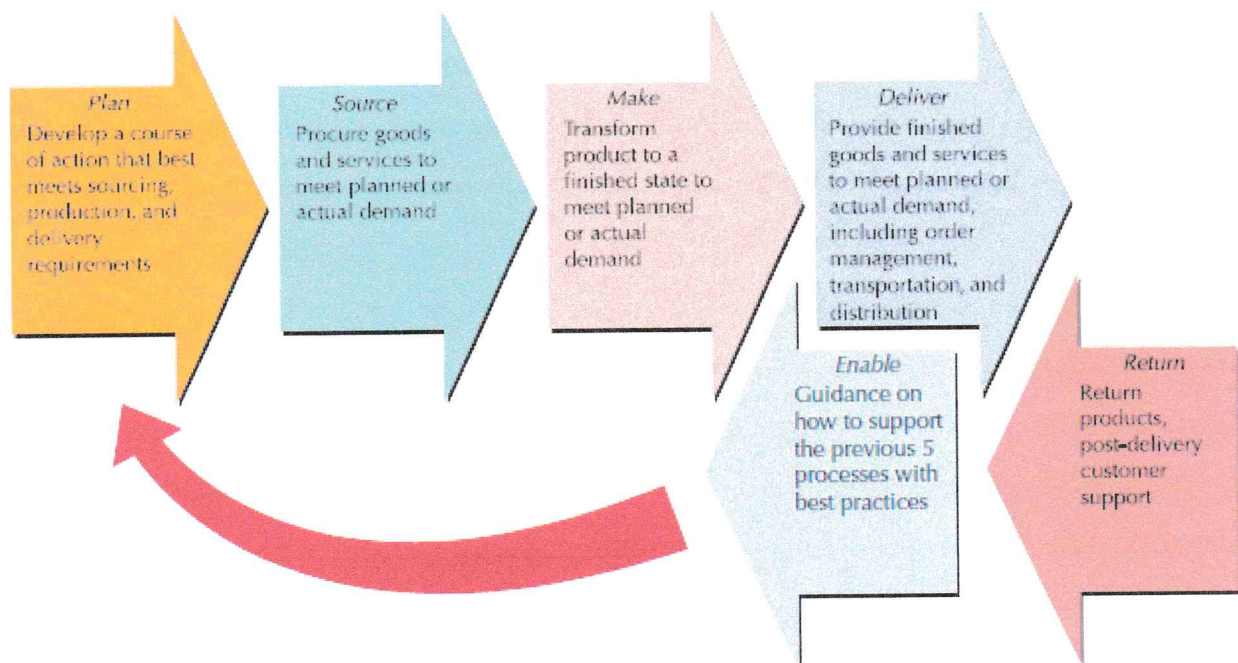 Plan
Develop a course
of action that best
meets sourcing,
production, and
delivery
requirements
Source
Procure goods
and services to
meet planned or
actual demand
Make
Transform
product to a
finished state to
meet planned
or actual
demand
Deliver
Provide finished
goods and services
to meet planned or
actual demand,
including order
management,
transportation, and
distribution
Return
Return
products,
post-delivery
customer
support
Enable
Guidance on
how to support
the previous 5
processes with
best practices